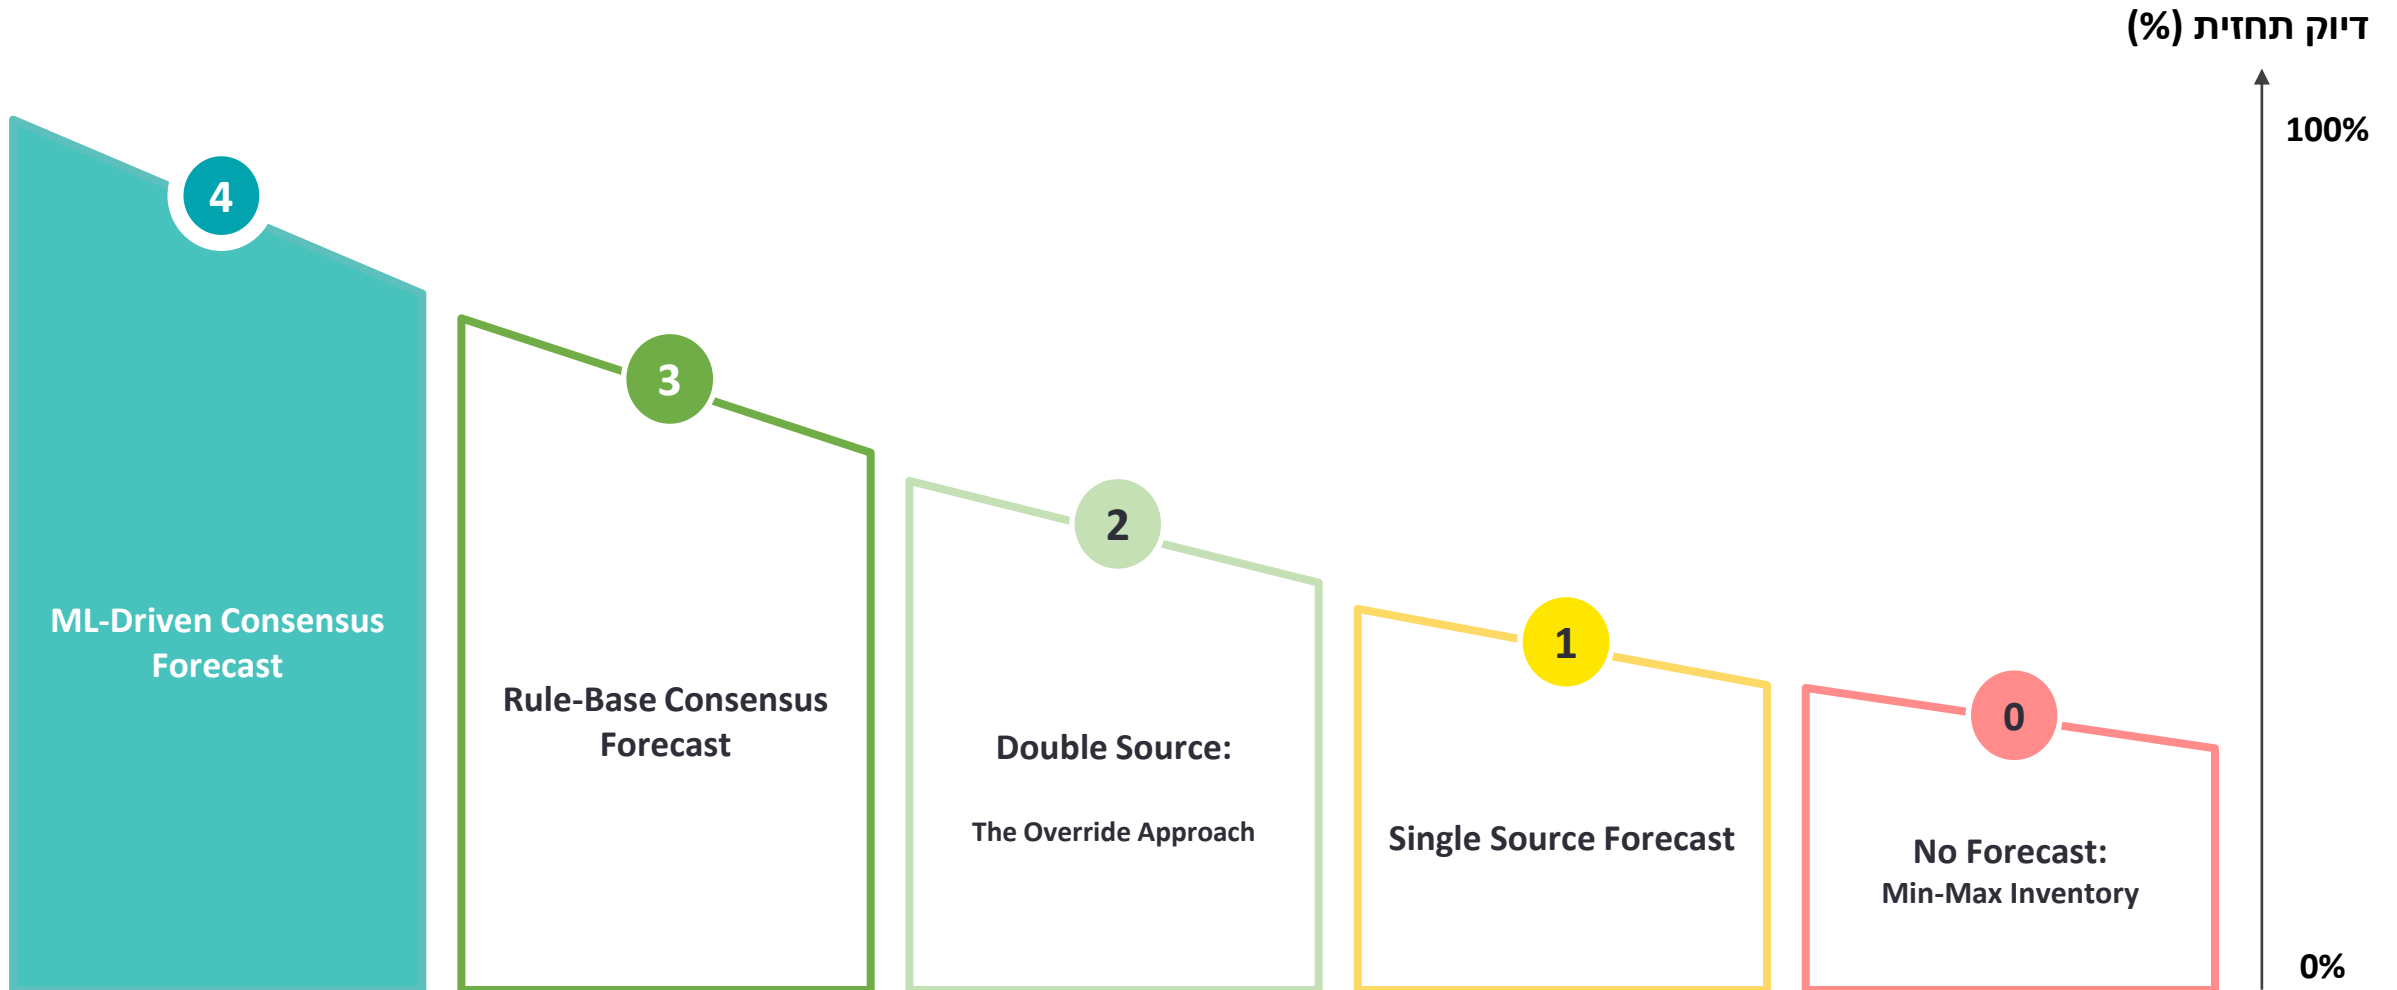 דיוק תחזית (%)
100%
4
3
2
ML-Driven Consensus
Forecast
1
Rule-Base Consensus
Forecast
0
Double Source:
The Override Approach
Single Source Forecast
No Forecast:
Min-Max Inventory
0%